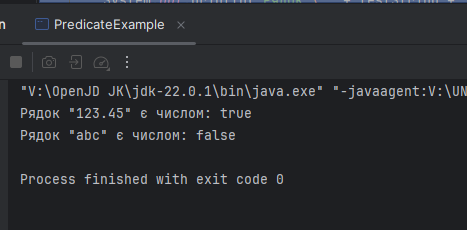 PredicateExample
"V:\OpenJD JK\jdk-22.0.1\bin\java.exe" "-javaagent:V:\UN
Рядок "123.45" є числом: true
Рядок "abc" є числом: false
Process finished with exit code 0